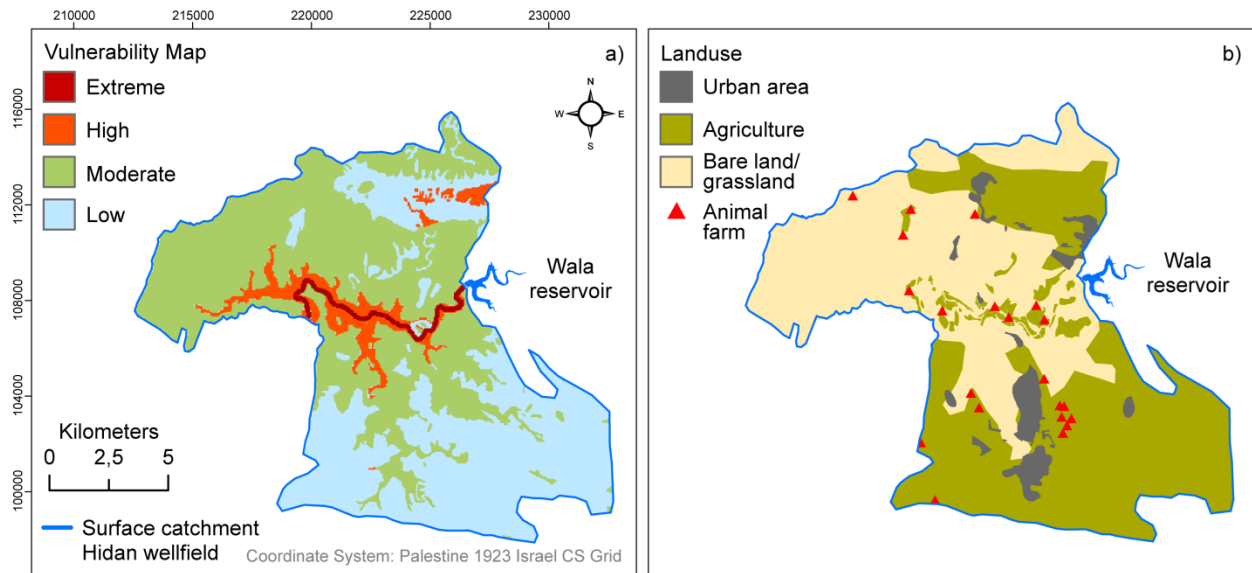 210000 215000 220000 225000 230000
Vulnerability Map
a)
Extreme
High
Moderate
Low
N
W E
S
116000
112000
108000
104000
100000
Wala
reservoir
Kilometers
0 2,5 5
Surface catchment
Hidan wellfield
Coordinate System: Palestine 1923 Israel CS Grid
Landuse
b)
Urban area
Agriculture
Bare land/
grassland
Animal
farm
Wala
reservoir